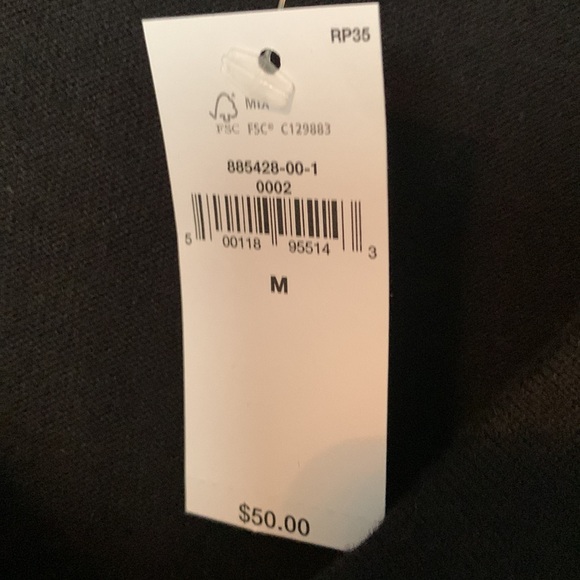 RP35
MIX
FSC FSC® C129883
885428-00-1
0002
5 00118 95514 3
M
$50.00